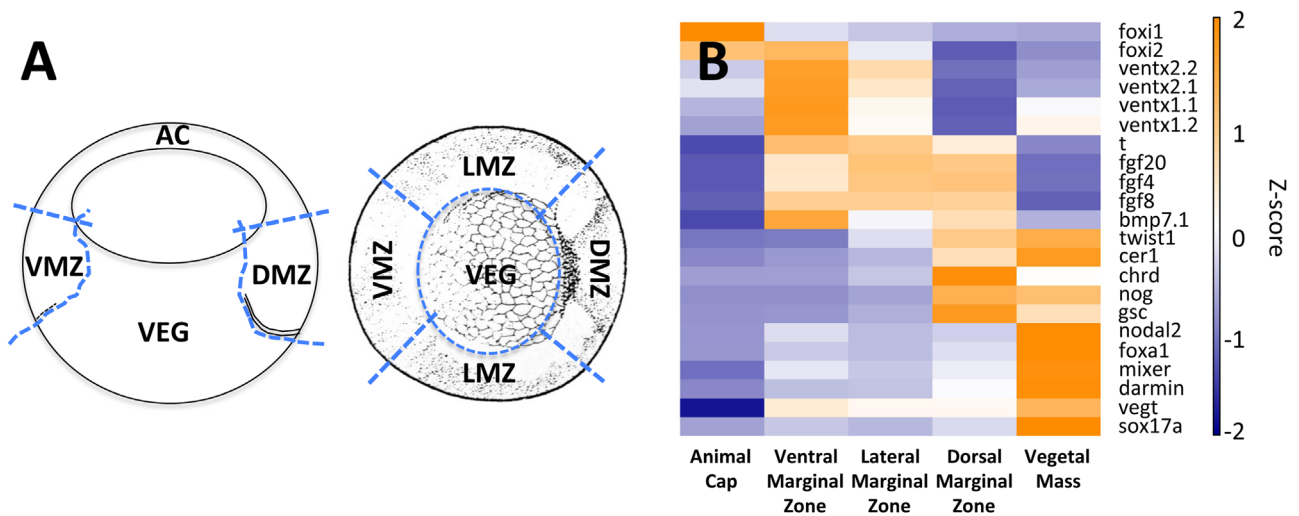 A
AC
VMZ
DMZ
VEG
LMZ
VMZ
VEG
DMZ
LMZ
B
foxi1
foxi2
ventx2.2
ventx2.1
ventx1.1
ventx1.2
t
fgf20
fgf4
fgf8
bmp7.1
twist1
cer1
chrd
nog
gsc
nodal2
foxa1
mixer
darmin
vegt
sox17a
Animal
Cap
Ventral
Marginal
Zone
Lateral
Marginal
Zone
Dorsal
Marginal
Zone
Vegetal
Mass
2
1
0
-1
-2
Z-score